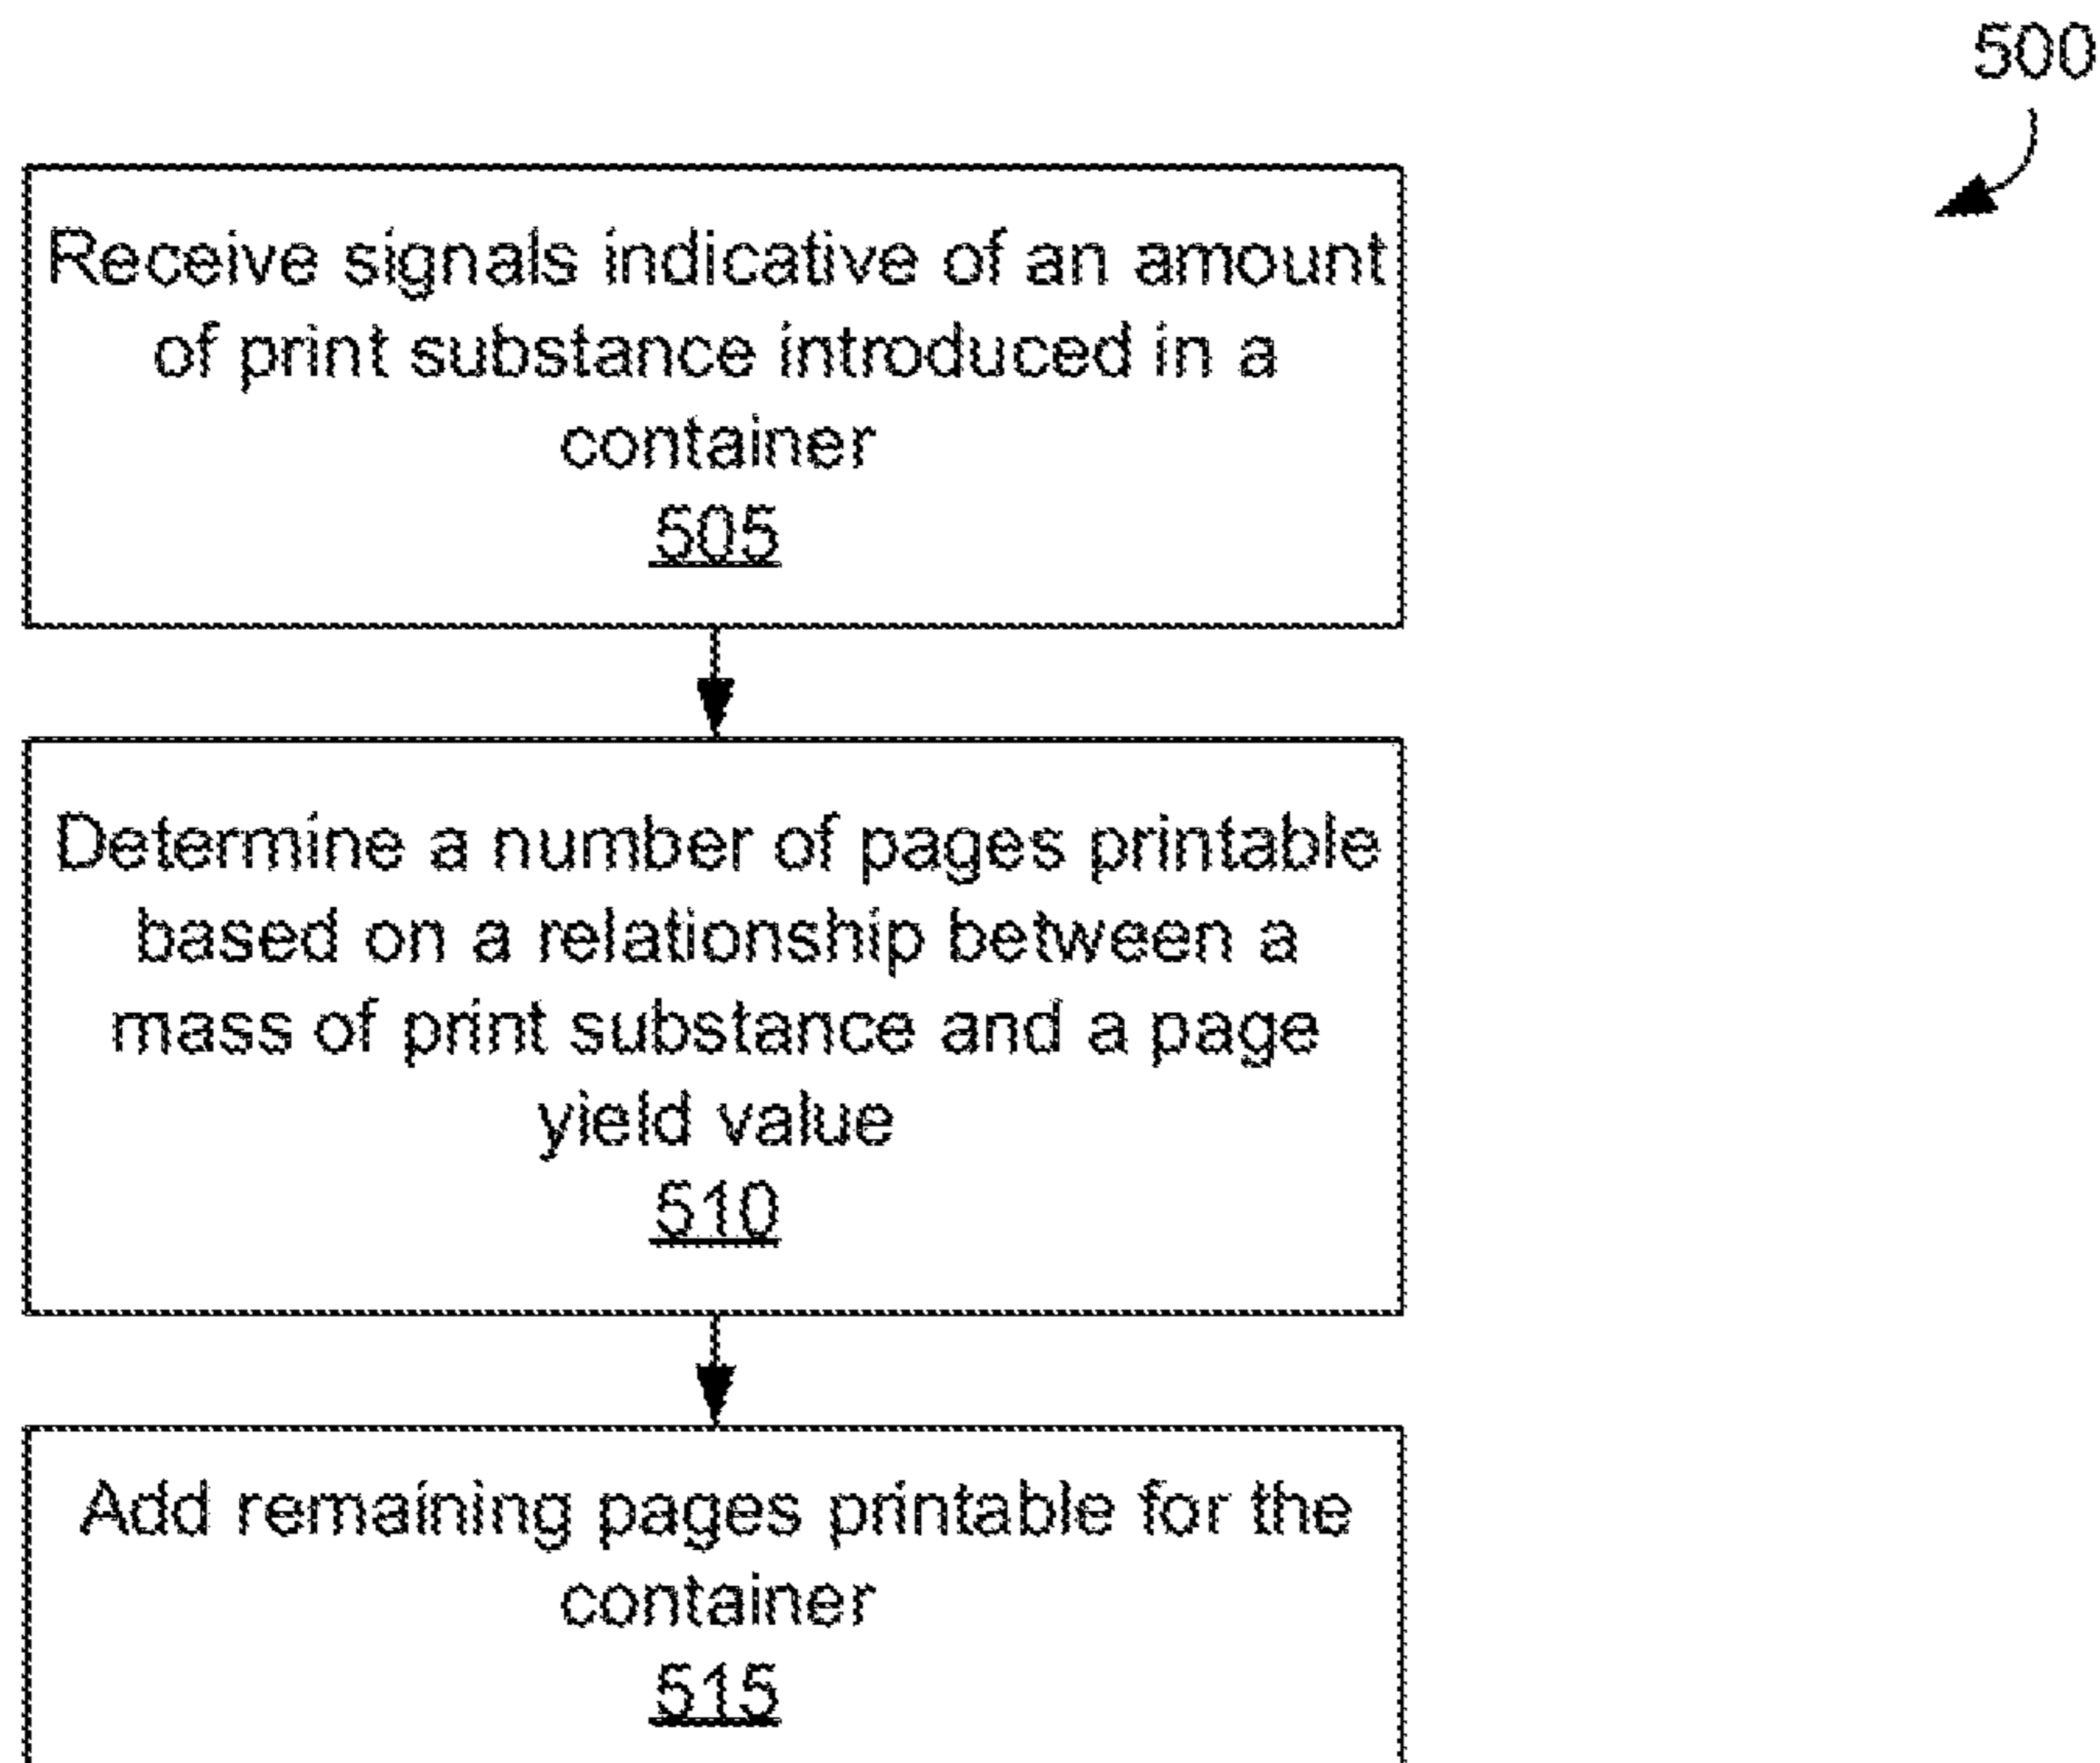 500
Receive signals indicative of an amount
of print substance introduced in a
container
505
Determine a number of pages printable
based on a relationship between a
mass of print substance and a page
yield value
510
Add remaining pages printable for the
container
515